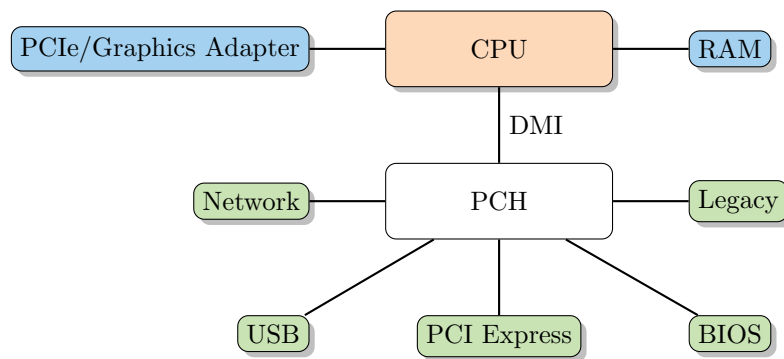 PCIe/Graphics Adapter
CPU
RAM
DMI
Network
PCH
Legacy
USB
PCI Express
BIOS